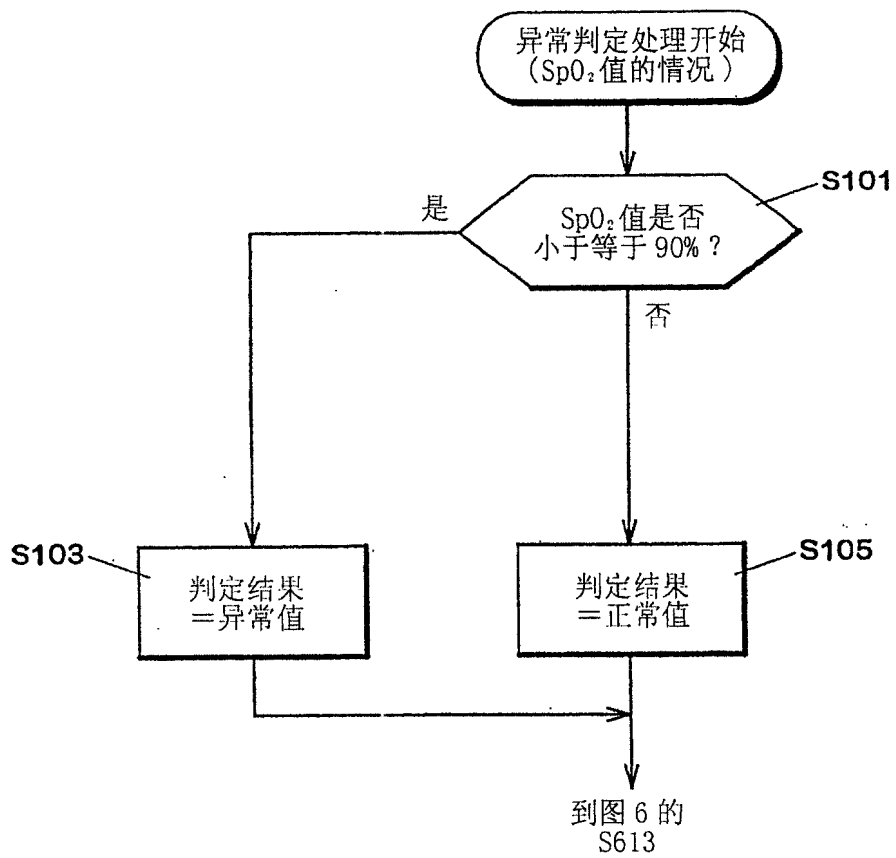 异常判定处理开始
(SpO₂值的情况)
S101
SpO₂值是否
小于等于90%?
是
否
S103
判定结果
=异常值
S105
判定结果
=正常值
到图6的
S613